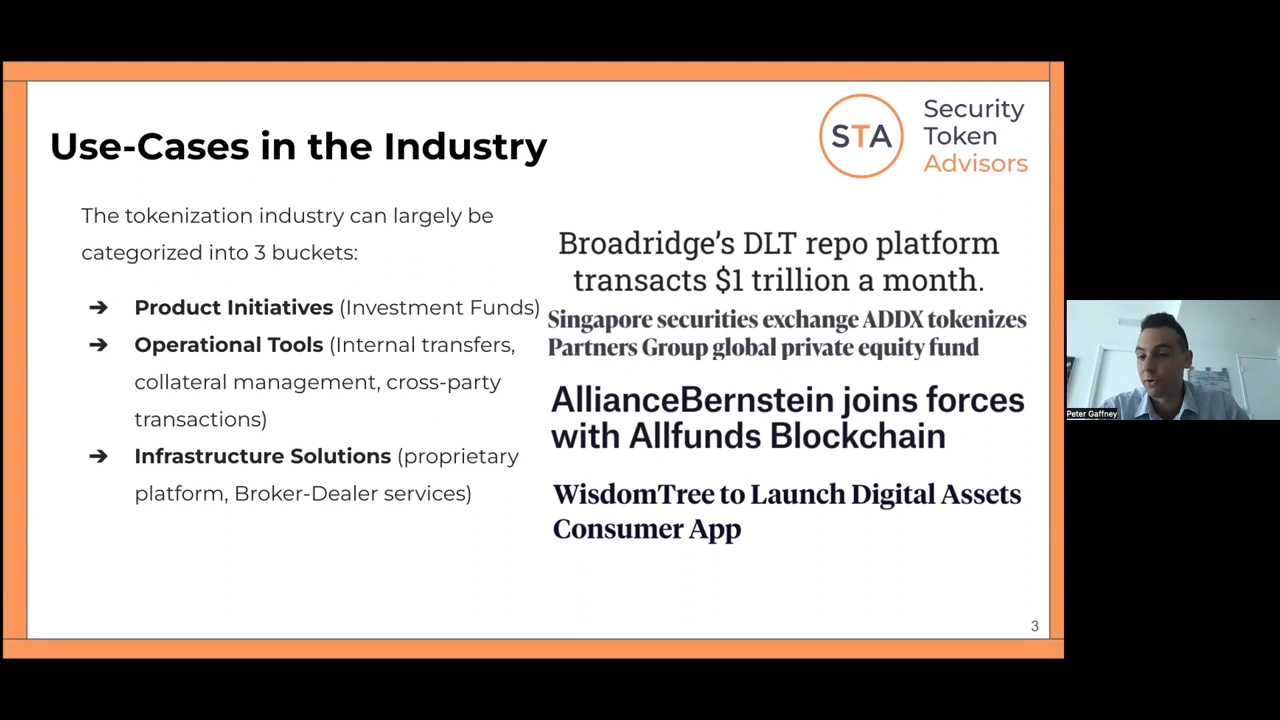 Use-Cases in the Industry
STA
Security
Token
Advisors
The tokenization industry can largely be
categorized into 3 buckets:
➔ Product Initiatives (Investment Funds)
➔ Operational Tools (Internal transfers,
collateral management, cross-party
transactions)
➔ Infrastructure Solutions (proprietary
platform, Broker-Dealer services)
Broadridge’s DLT repo platform
transacts $1 trillion a month.
Singapore securities exchange ADDX tokenizes
Partners Group global private equity fund
AllianceBernstein joins forces
with Allfunds Blockchain
WisdomTree to Launch Digital Assets
Consumer App
3
Peter Gaffney